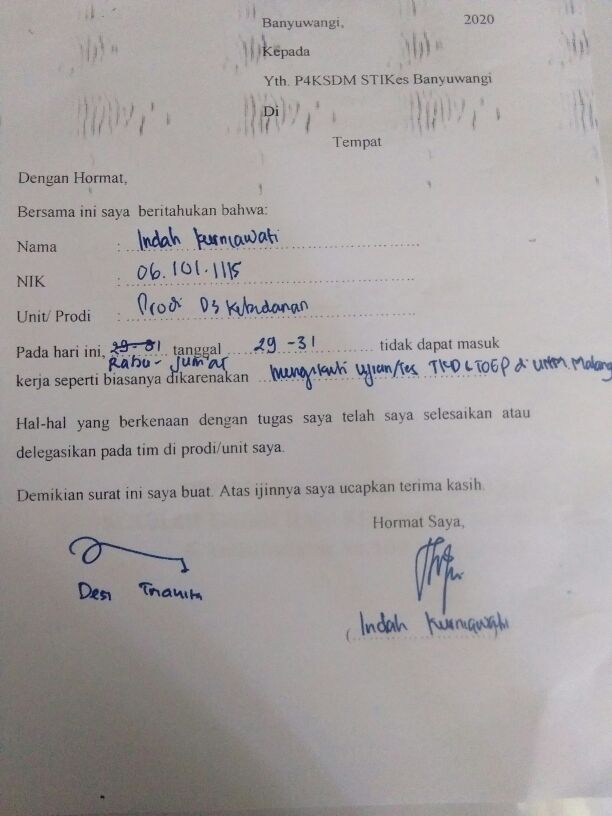 Banyuwangi, 2020
Kepada
Yth. P4KSDM STIKes Banyuwangi
Di
Tempat
Dengan Hormat,
Bersama ini saya beritahukan bahwa:
Nama : Indah Kurniawati
NIK : 06.101.1115
Unit/ Prodi : Prodi D3 Kebidanan
Pada hari ini, 29-31 tanggal 29 -31 tidak dapat masuk
Rabu- Jumat
kerja seperti biasanya dikarenakan mengikuti ujian/tes TKD & TOEP di UMM. Malang
Hal-hal yang berkenaan dengan tugas saya telah saya selesaikan atau
delegasikan pada tim di prodi/unit saya.
Demikian surat ini saya buat. Atas ijinnya saya ucapkan terima kasih.
Hormat Saya,
Desi Trianita
Indah Kurniawati